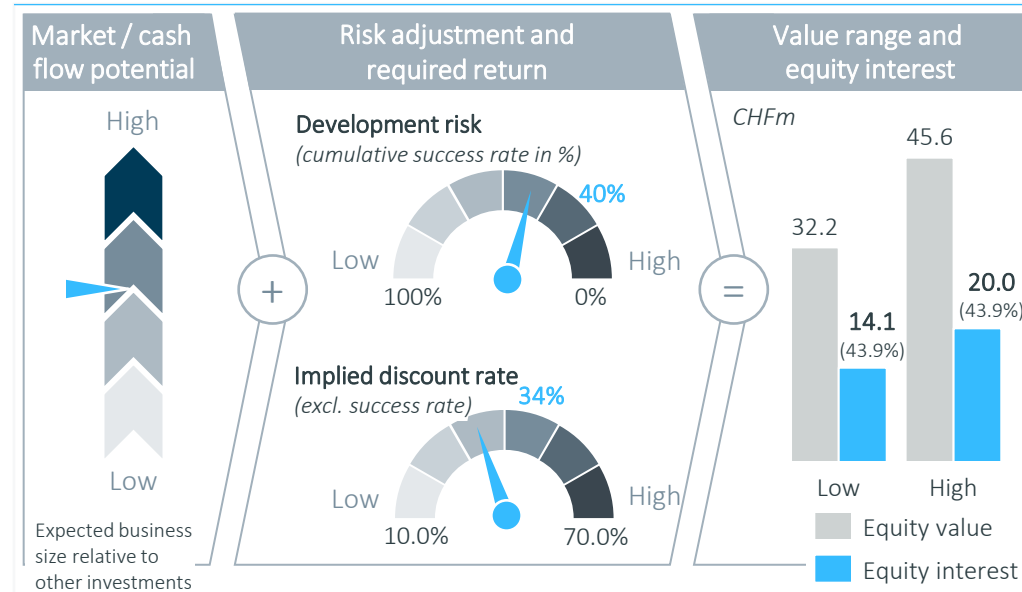 Market / cash
flow potential
High
Low
Expected business
size relative to
other investments
+
Risk adjustment and
required return
Development risk
(cumulative success rate in %)
40%
Low
High
100%
0%
Implied discount rate
(excl. success rate)
34%
Low
High
10.0%
70.0%
=
Value range and
equity interest
CHFm
45.6
32.2
20.0
(43.9%)
14.1
(43.9%)
Low
High
Equity value
Equity interest